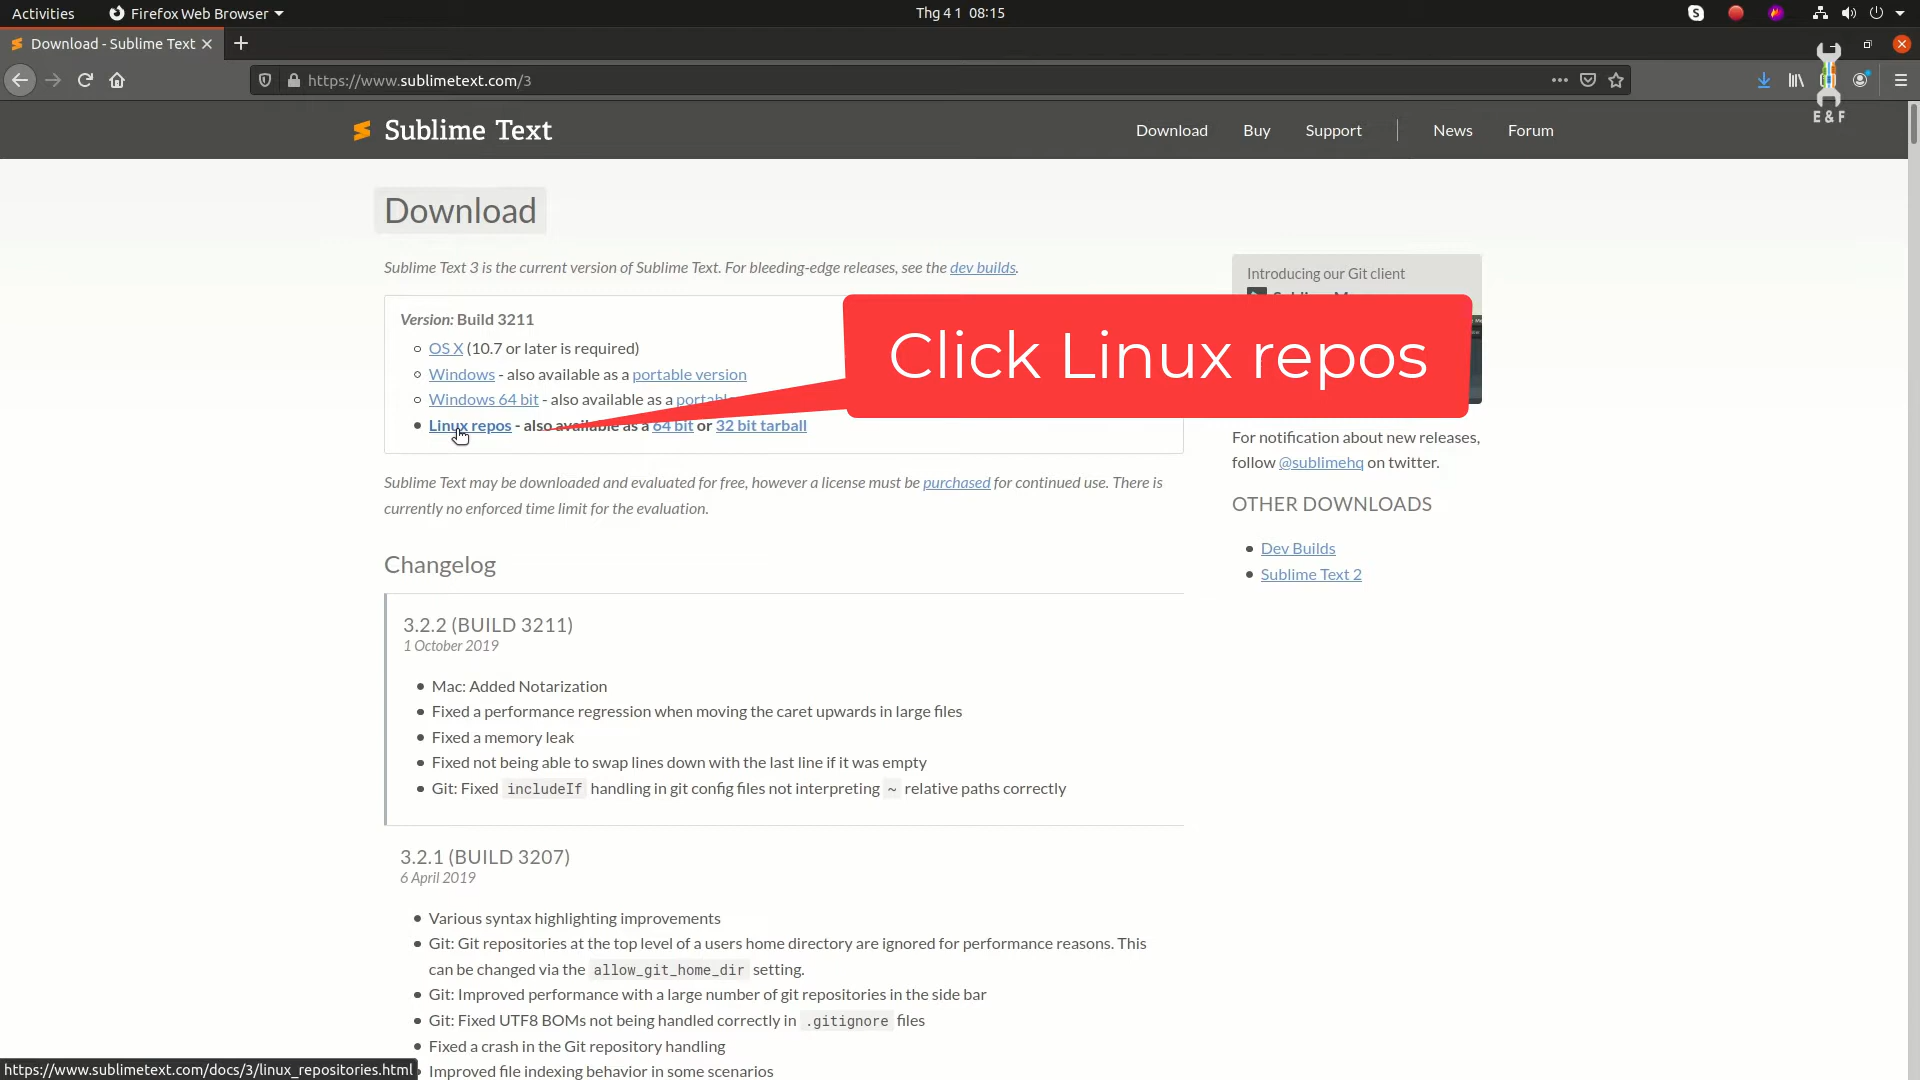 Activities
Firefox Web Browser
Thg 4 1 08:15
Download - Sublime Text
https://www.sublimetext.com/3
E & F
Sublime Text
Download
Buy
Support
News
Forum
Download
Sublime Text 3 is the current version of Sublime Text. For bleeding-edge releases, see the dev builds.
Version: Build 3211
OS X (10.7 or later is required)
Windows - also available as a portable version
Windows 64 bit - also available as a
Linux repos - also available as a 64 bit or 32 bit tarball
Click Linux repos
Sublime Text may be downloaded and evaluated for free, however a license must be purchased for continued use. There is
currently no enforced time limit for the evaluation.
Introducing our Git client
For notification about new releases,
follow @sublimehq on twitter.
OTHER DOWNLOADS
Dev Builds
Sublime Text 2
Changelog
3.2.2 (BUILD 3211)
1 October 2019
Mac: Added Notarization
Fixed a performance regression when moving the caret upwards in large files
Fixed a memory leak
Fixed not being able to swap lines down with the last line if it was empty
Git: Fixed includeIf handling in git config files not interpreting ~ relative paths correctly
3.2.1 (BUILD 3207)
6 April 2019
Various syntax highlighting improvements
Git: Git repositories at the top level of a users home directory are ignored for performance reasons. This
can be changed via the allow_git_home_dir setting.
Git: Improved performance with a large number of git repositories in the side bar
Git: Fixed UTF8 BOMs not being handled correctly in .gitignore files
Fixed a crash in the Git repository handling
Improved file indexing behavior in some scenarios
https://www.sublimetext.com/docs/3/linux_repositories.html